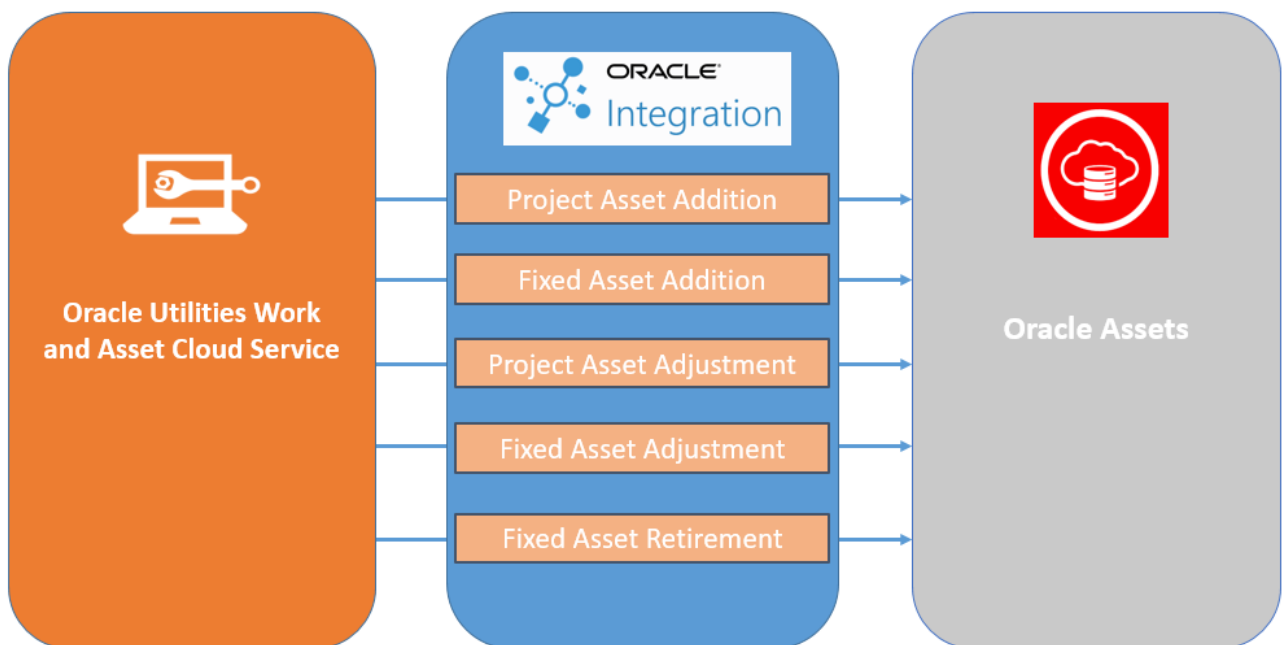 Oracle Utilities Work
and Asset Cloud Service
ORACLE®
Integration
Project Asset Addition
Fixed Asset Addition
Project Asset Adjustment
Fixed Asset Adjustment
Fixed Asset Retirement
Oracle Assets